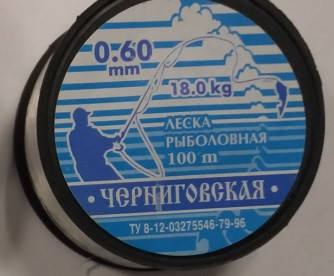 0.60
mm
18.0 kg
ЛЕСКА
РЫБОЛОВНАЯ
100 m
· ЧЕРНИГОВСКАЯ ·
ТУ 8-12-03275546-79-96